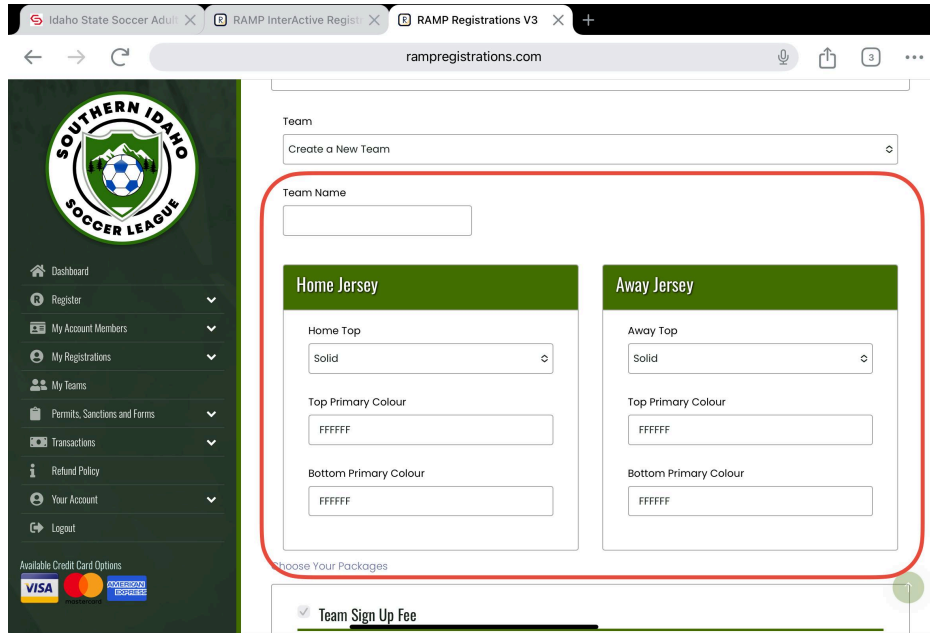 Idaho State Soccer Adult
RAMP InterActive Registr
RAMP Registrations V3
rampregistrations.com
3
SOUTHERN IDAHO
SOCCER LEAGUE
Dashboard
Register
My Account Members
My Registrations
My Teams
Permits, Sanctions and Forms
Transactions
Refund Policy
Your Account
Logout
Available Credit Card Options
VISA
mastercard
AMERICAN
EXPRESS
Team
Create a New Team
Team Name
Home Jersey
Home Top
Solid
Top Primary Colour
FFFFFF
Bottom Primary Colour
FFFFFF
Away Jersey
Away Top
Solid
Top Primary Colour
FFFFFF
Bottom Primary Colour
FFFFFF
Choose Your Packages
Team Sign Up Fee